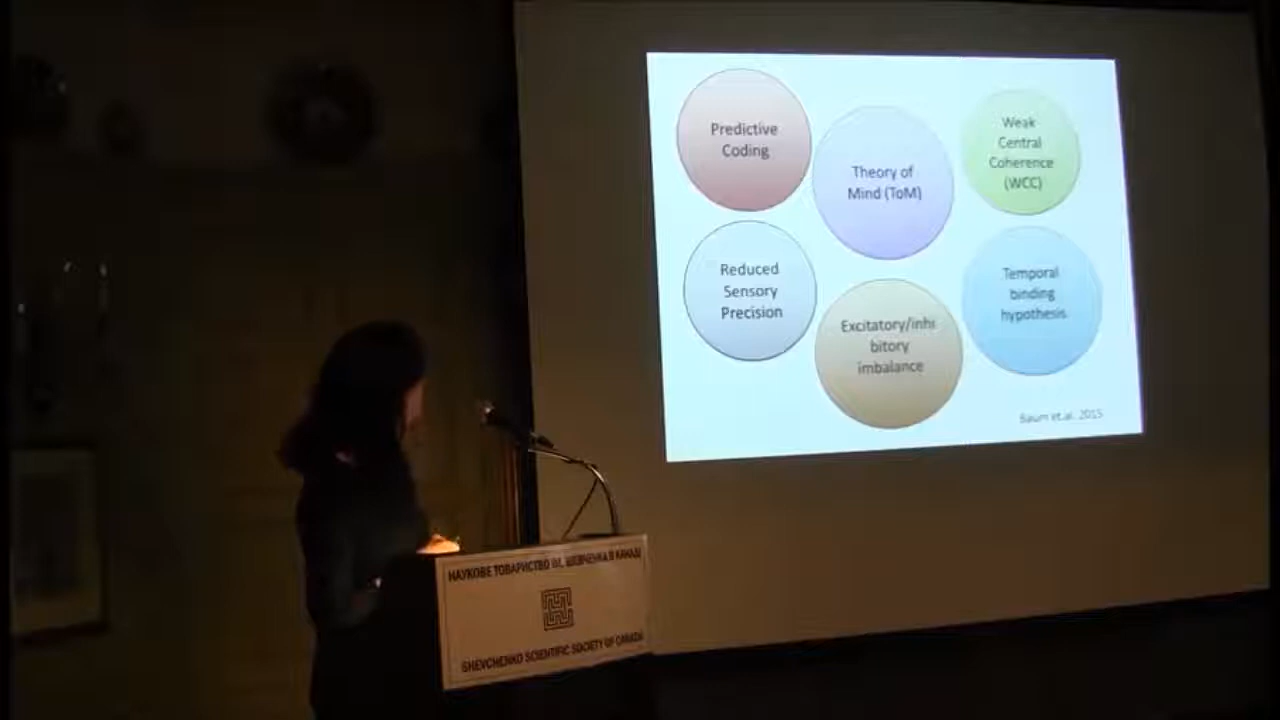 Predictive
Coding
Theory of
Mind (ToM)
Weak
Central
Coherence
(WCC)
Reduced
Sensory
Precision
Excitatory/inhi
bitory
imbalance
Temporal
binding
hypothesis
Baum et.al. 2015
НАУКОВЕ ТОВАРИСТВО ІМ. ШЕВЧЕНКА В КАНАДІ
SHEVCHENKO SCIENTIFIC SOCIETY OF CANADA